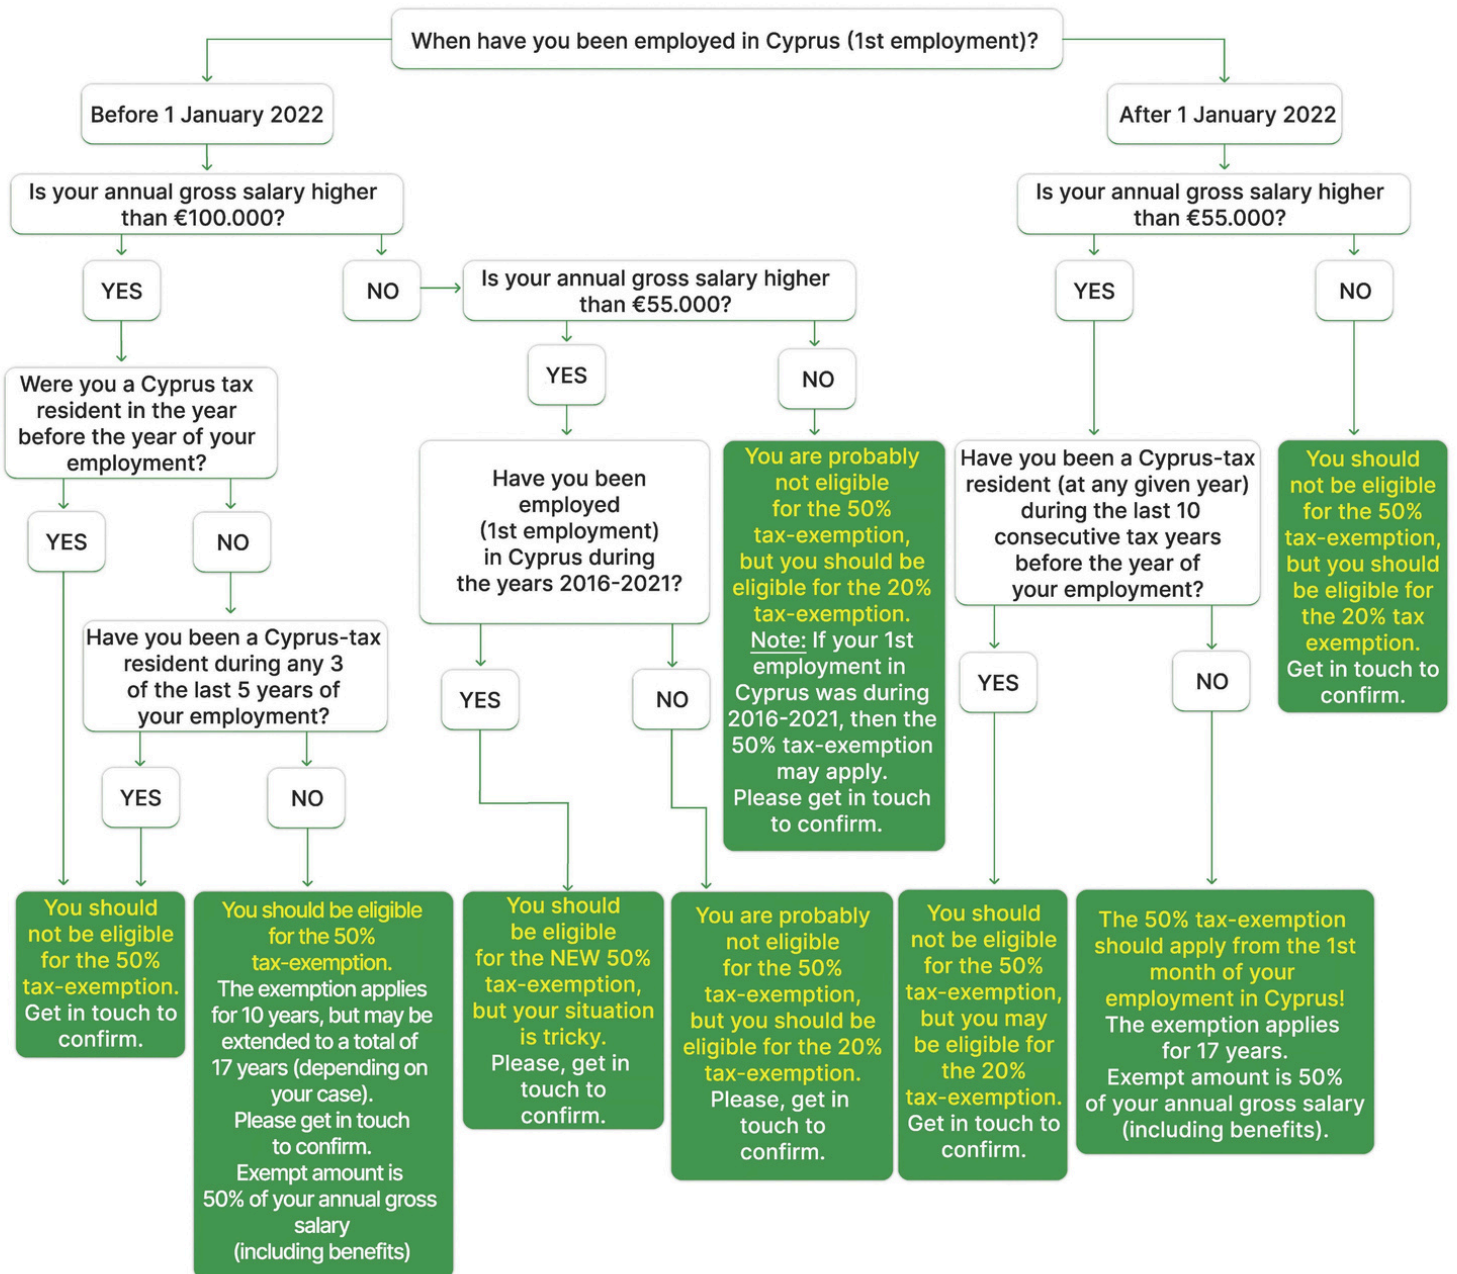 When have you been employed in Cyprus (1st employment)?
Before 1 January 2022
After 1 January 2022
Is your annual gross salary higher
than €100.000?
Is your annual gross salary higher
than €55.000?
YES
NO
Is your annual gross salary higher
than €55.000?
YES
NO
YES
NO
Were you a Cyprus tax
resident in the year
before the year of your
employment?
YES
NO
Have you been a Cyprus-tax
resident during any 3
of the last 5 years of
your employment?
YES
NO
Have you been
employed
(1st employment)
in Cyprus during
the years 2016-2021?
YES
NO
You are probably
not eligible
for the 50%
tax-exemption,
but you should be
eligible for the 20%
tax-exemption.
Note: If your 1st
employment in
Cyprus was during
2016-2021, then the
50% tax-exemption
may apply.
Please get in touch
to confirm.
Have you been a Cyprus-tax
resident (at any given year)
during the last 10
consecutive tax years
before the year of
your employment?
YES
NO
You should
not be eligible
for the 50%
tax-exemption,
but you should
be eligible for
the 20% tax
exemption.
Get in touch to
confirm.
You should
not be eligible
for the 50%
tax-exemption.
Get in touch to
confirm.
You should be eligible
for the 50%
tax-exemption.
The exemption applies
for 10 years, but may be
extended to a total of
17 years (depending on
your case).
Please get in touch
to confirm.
Exempt amount is
50% of your annual gross
salary
(including benefits)
You should
be eligible
for the NEW 50%
tax-exemption,
but your situation
is tricky.
Please, get in
touch to
confirm.
You are probably
not eligible
for the 50%
tax-exemption,
but you should be
eligible for the 20%
tax-exemption.
Please, get in
touch to
confirm.
You should
not be eligible
for the 50%
tax-exemption,
but you may
be eligible for
the 20%
tax-exemption.
Get in touch to
confirm.
The 50% tax-exemption
should apply from the 1st
month of your
employment in Cyprus!
The exemption applies
for 17 years.
Exempt amount is 50%
of your annual gross salary
(including benefits).